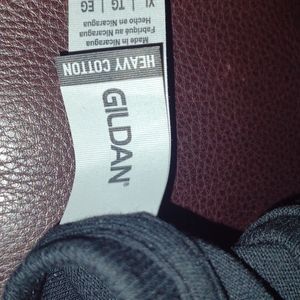 HEAVY COTTON
GILDAN
XL | TG | EG
Hecho en Nicaragua
Fabriqué au Nicaragua
Made in Nicaragua